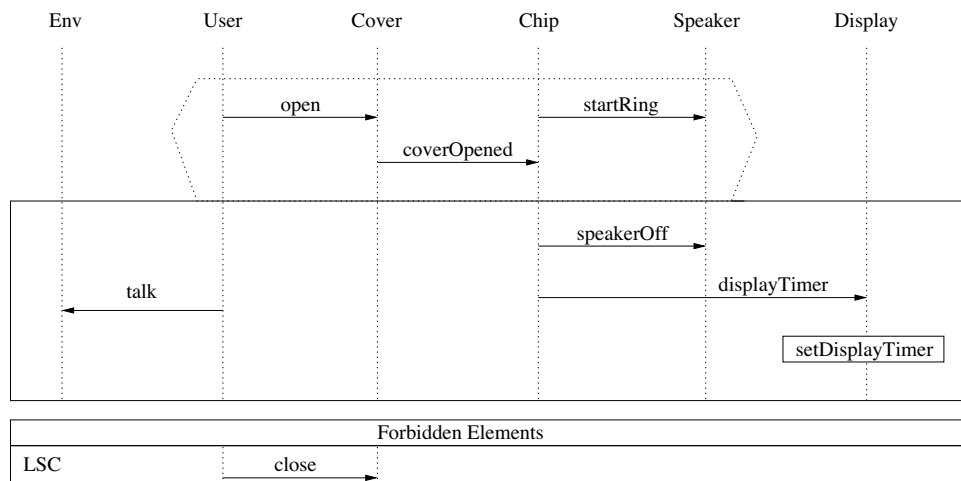 Env User Cover Chip Speaker Display
open startRing
coverOpened
speakerOff
displayTimer
talk
setDisplayTimer
Forbidden Elements
LSC close